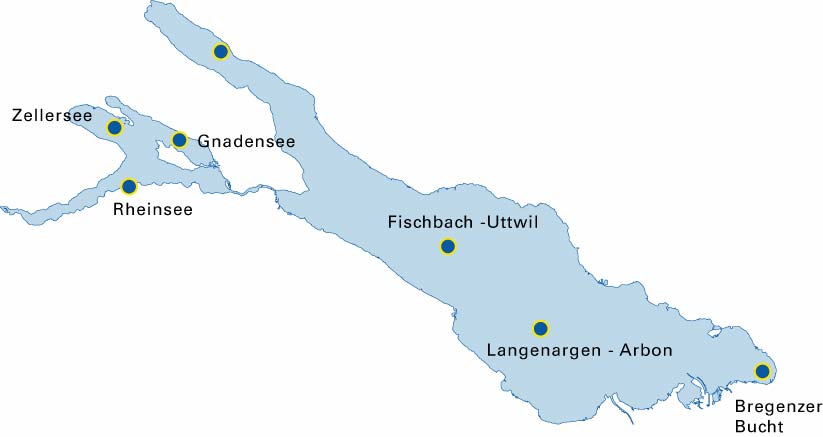 Zellersee
Gnadensee
Rheinsee
Fischbach -Uttwil
Langenargen - Arbon
Bregenzer
Bucht